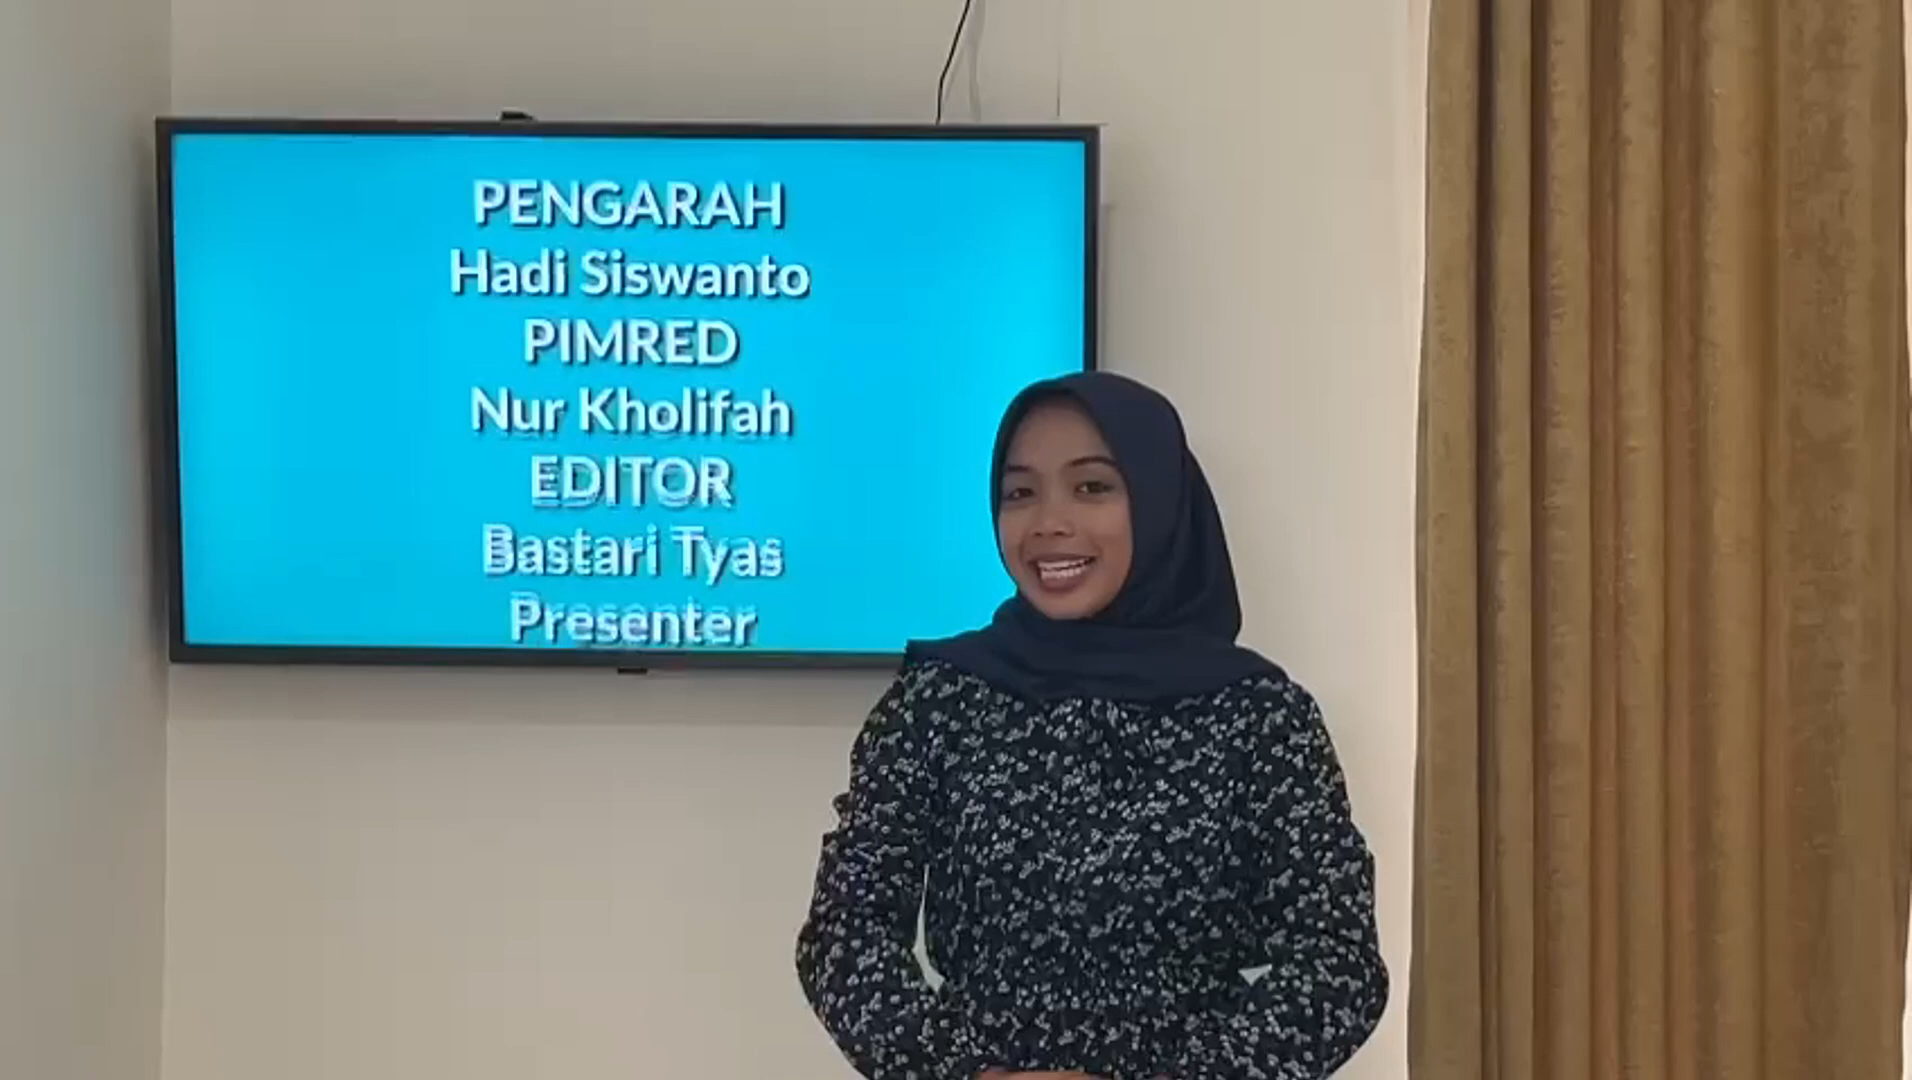 PENGARAH
Hadi Siswanto
PIMRED
Nur Kholifah
EDITOR
Bastari Tyas
Presenter